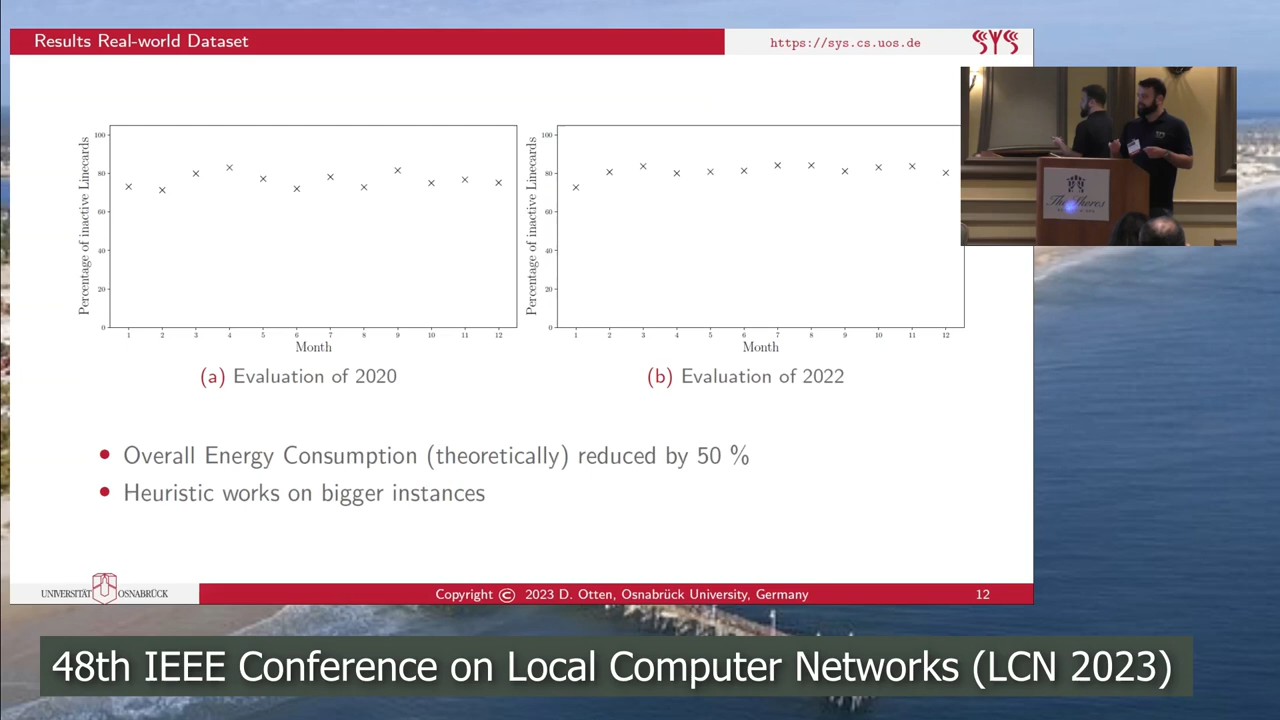 Results Real-world Dataset
https://sys.cs.uos.de
SYS
Percentage of inactive Linecards
100
80
60
40
20
0
1 2 3 4 5 6 7 8 9 10 11 12
Month
(a) Evaluation of 2020
Percentage of inactive Linecards
100
80
60
40
20
0
1 2 3 4 5 6 7 8 9 10 11 12
Month
(b) Evaluation of 2022
The Shores
• Overall Energy Consumption (theoretically) reduced by 50 %
• Heuristic works on bigger instances
UNIVERSITÄT OSNABRÜCK
Copyright © 2023 D. Otten, Osnabrück University, Germany
12
48th IEEE Conference on Local Computer Networks (LCN 2023)